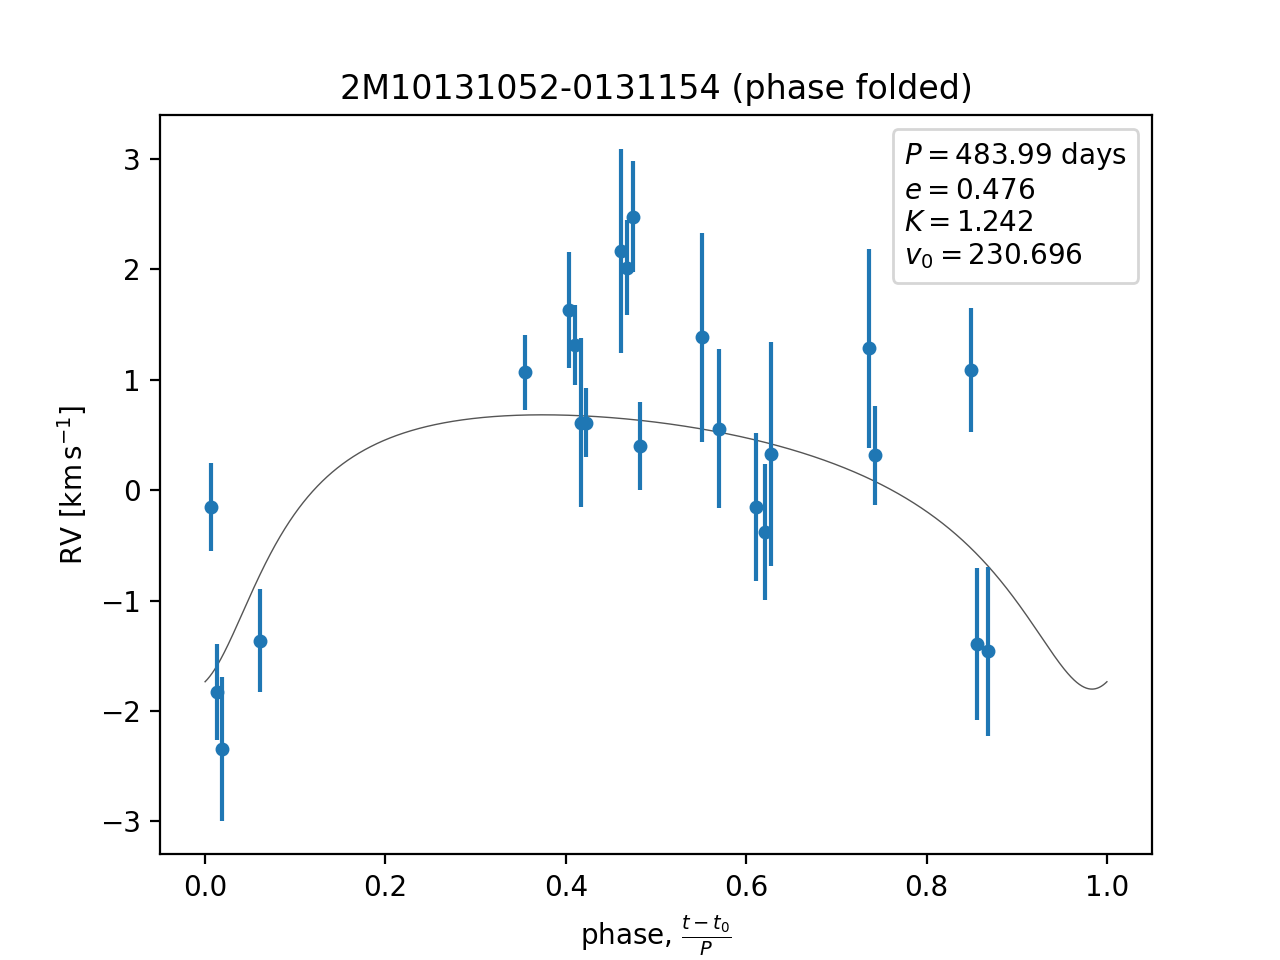 2M10131052-0131154 (phase folded)
P = 483.99 days
e = 0.476
K = 1.242
v₀ = 230.696
3
2
1
0
−1
−2
−3
RV [km s⁻¹]
0.0 0.2 0.4 0.6 0.8 1.0
phase, (t − t₀)/P